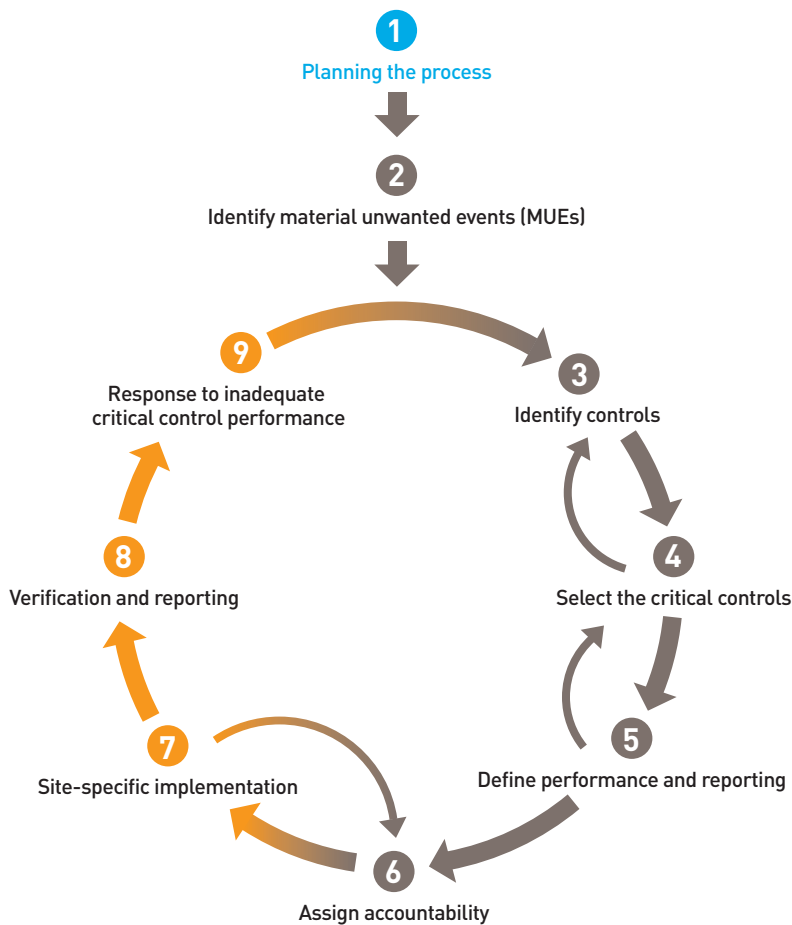 1
Planning the process
2
Identify material unwanted events (MUEs)
9
Response to inadequate
critical control performance
3
Identify controls
8
Verification and reporting
4
Select the critical controls
7
Site-specific implementation
5
Define performance and reporting
6
Assign accountability